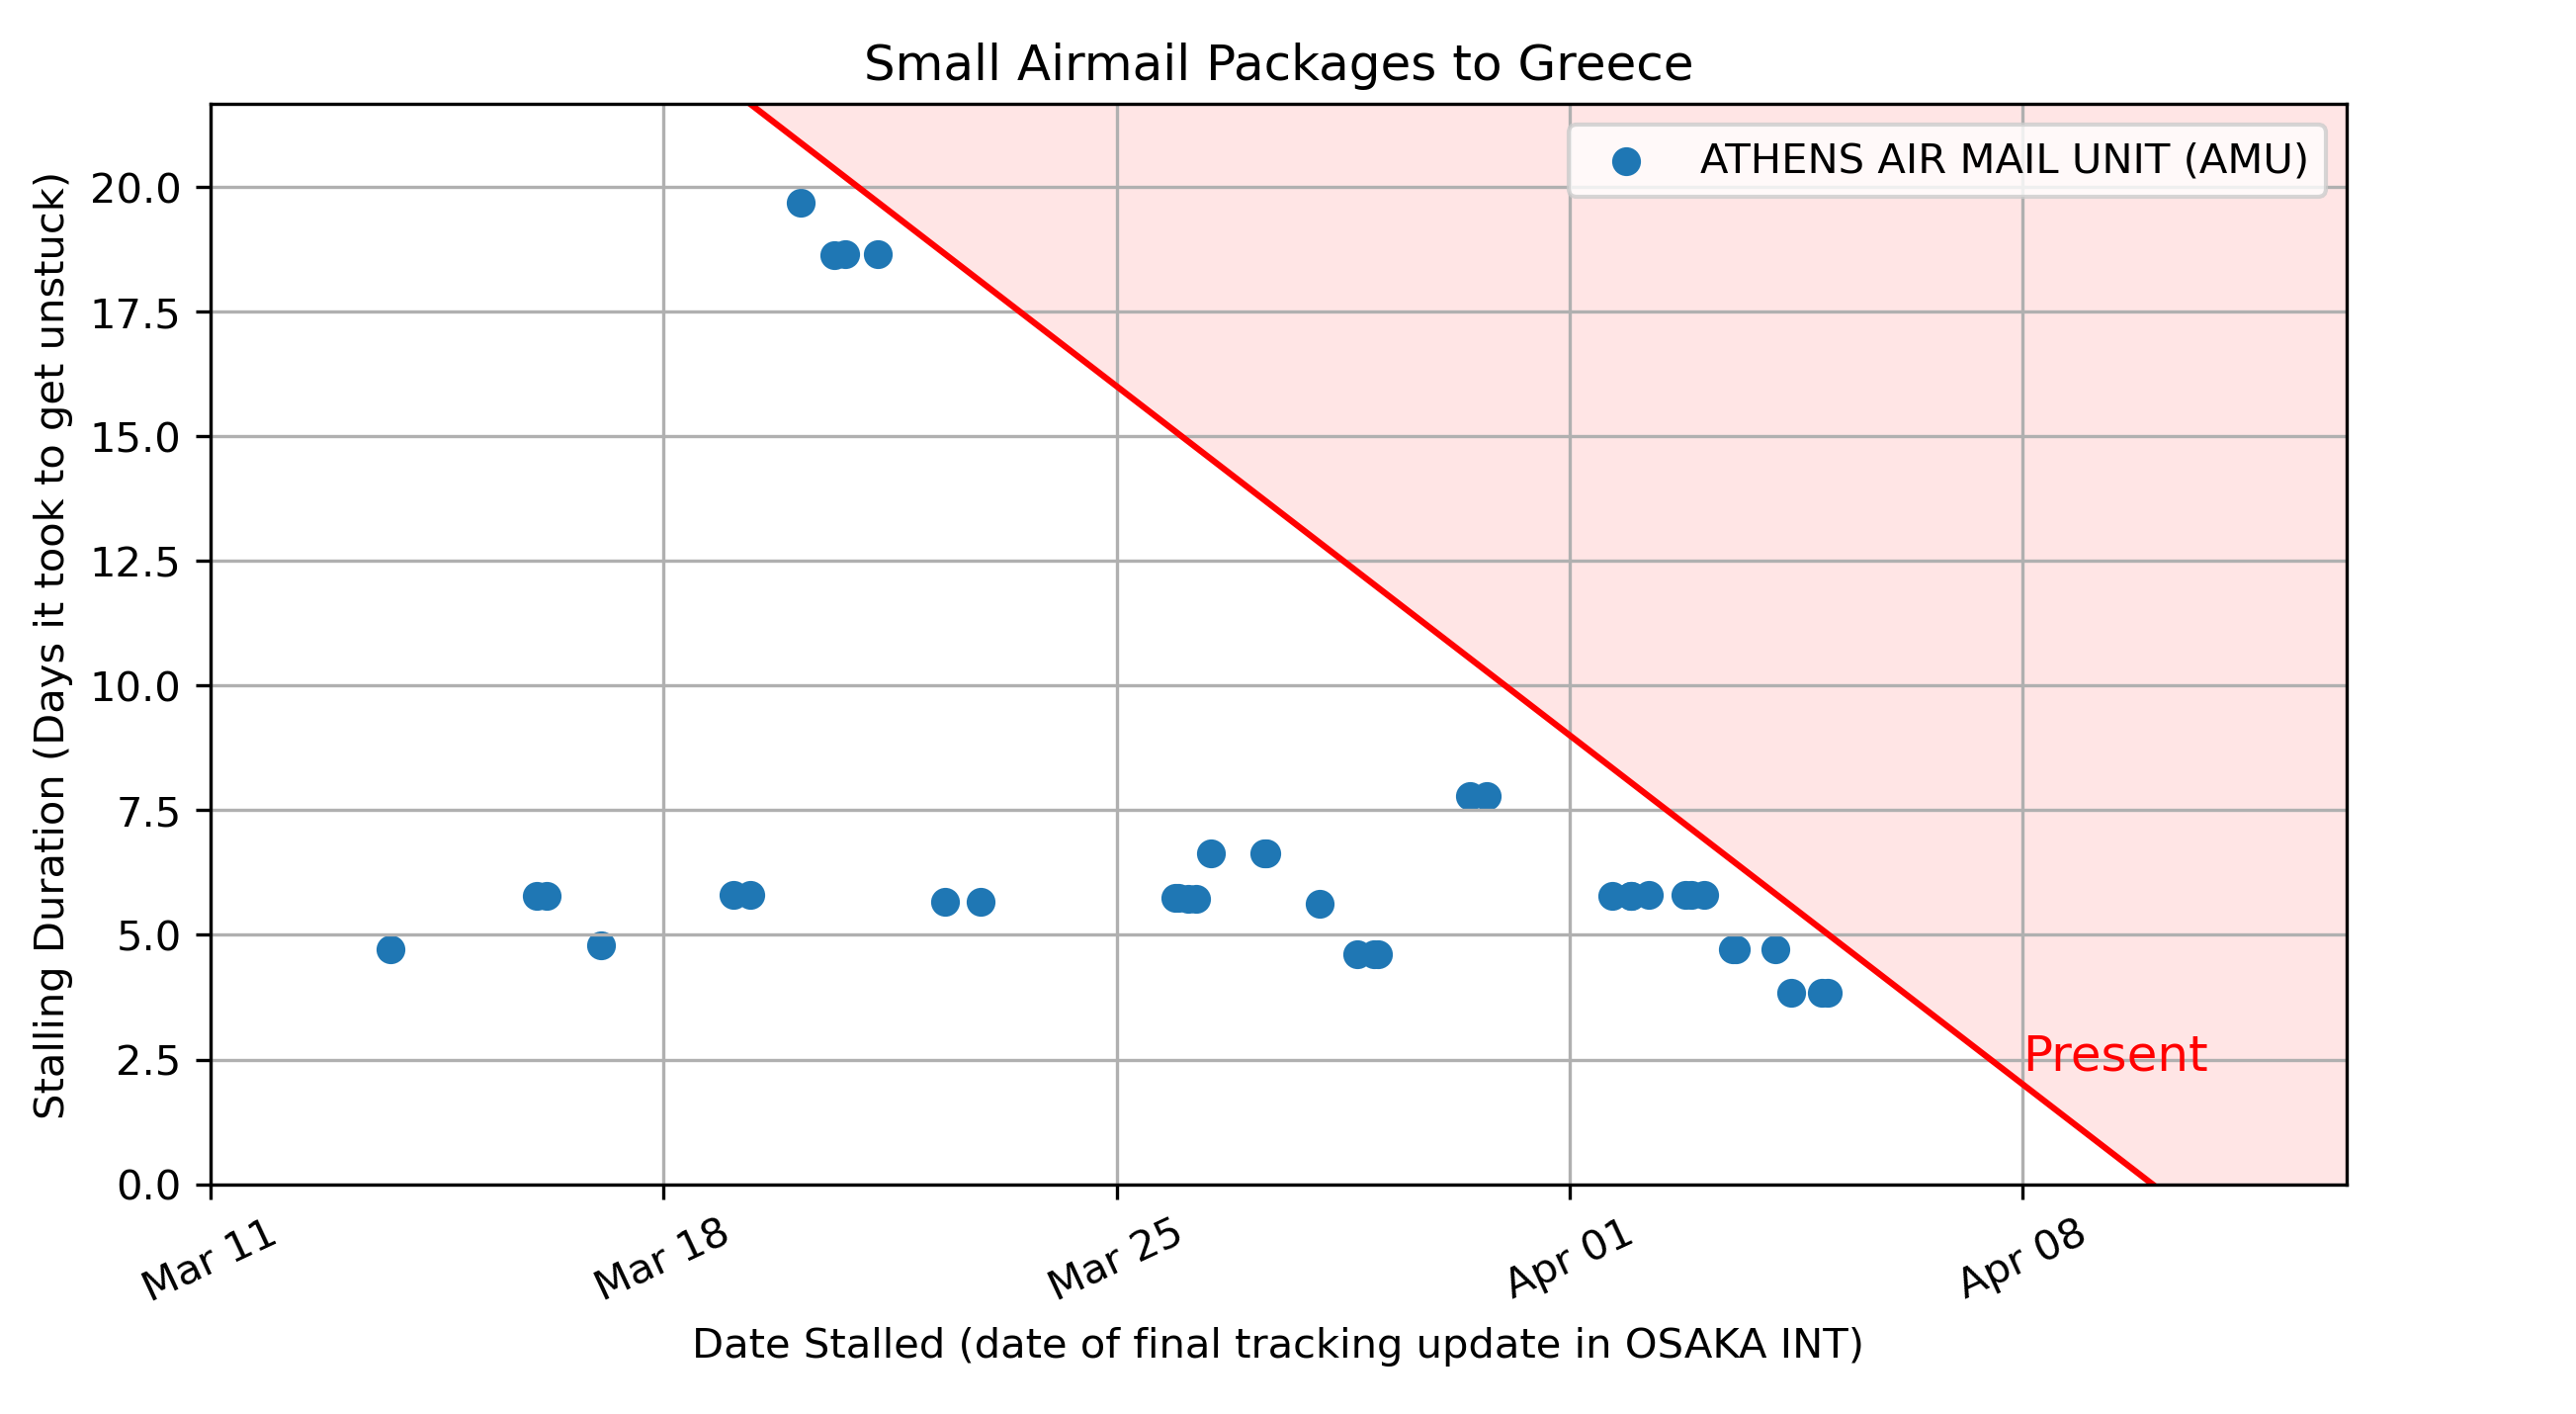 Small Airmail Packages to Greece
ATHENS AIR MAIL UNIT (AMU)
Stalling Duration (Days it took to get unstuck)
20.0
17.5
15.0
12.5
10.0
7.5
5.0
2.5
0.0
Present
Mar 11
Mar 18
Mar 25
Apr 01
Apr 08
Date Stalled (date of final tracking update in OSAKA INT)